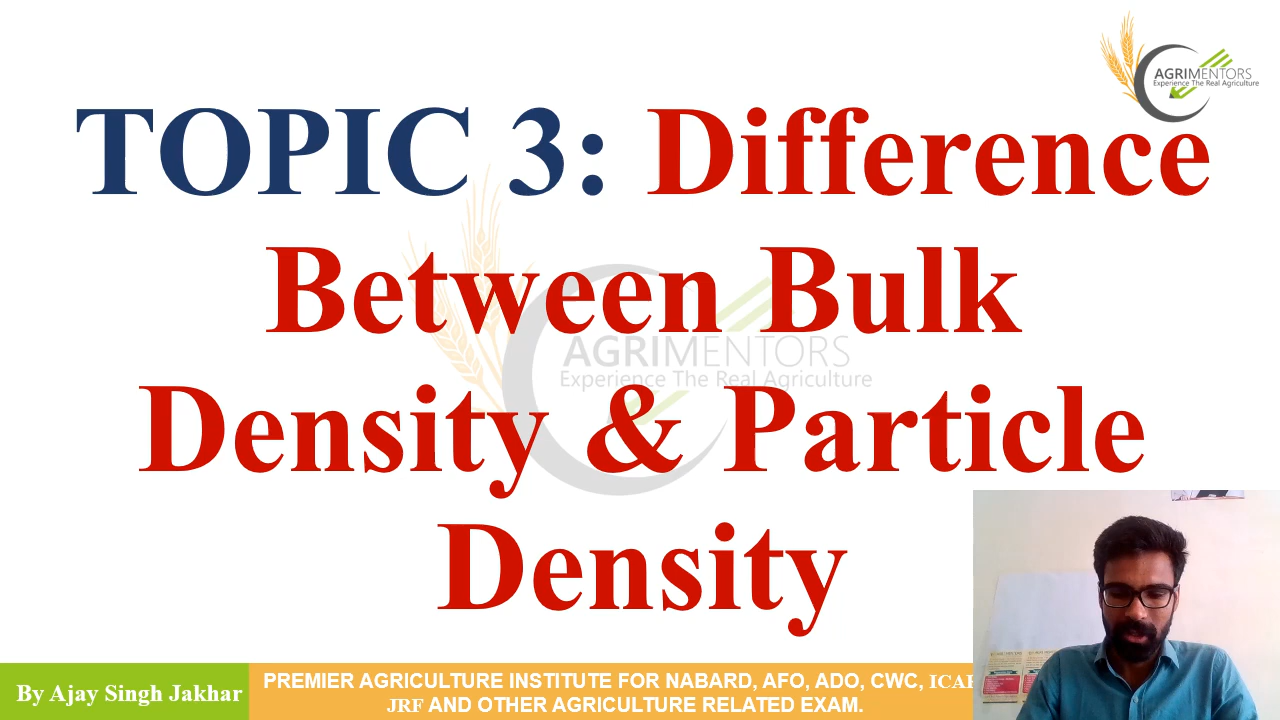 AGRIMENTORS
Experience The Real Agriculture
TOPIC 3: Difference
Between Bulk
Density & Particle
Density
AGRIMENTORS
Experience The Real Agriculture
By Ajay Singh Jakhar
PREMIER AGRICULTURE INSTITUTE FOR NABARD, AFO, ADO, CWC,
JRF AND OTHER AGRICULTURE RELATED EXAM.